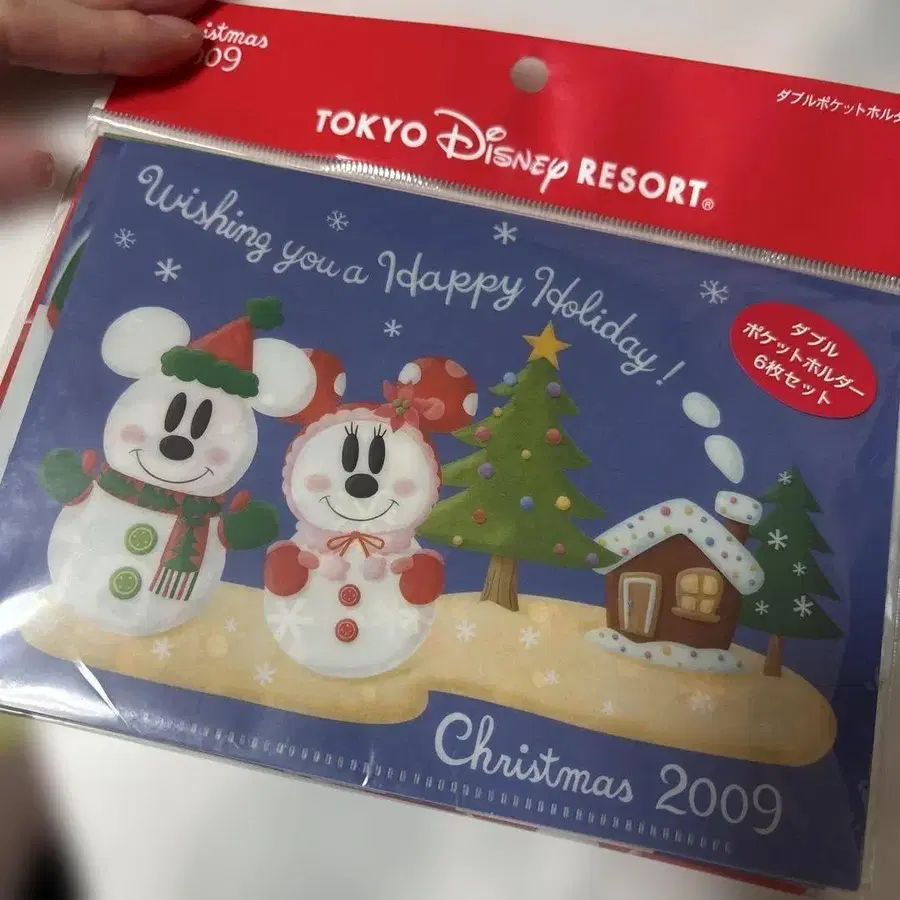 Christmas
2009
TOKYO Disney RESORT®
ダブルポケットホルダー
Wishing you a Happy Holiday!
ダブル
ポケットホルダー
6枚セット
Christmas 2009